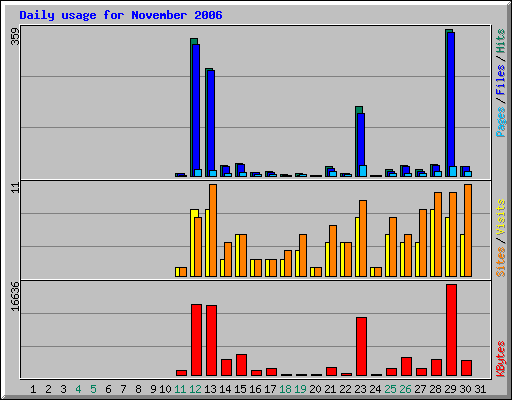 Daily usage for November 2006
359
Pages / Files / Hits
11
Sites / Visits
16636
KBytes
1 2 3 4 5 6 7 8 9 10 11 12 13 14 15 16 17 18 19 20 21 22 23 24 25 26 27 28 29 30 31